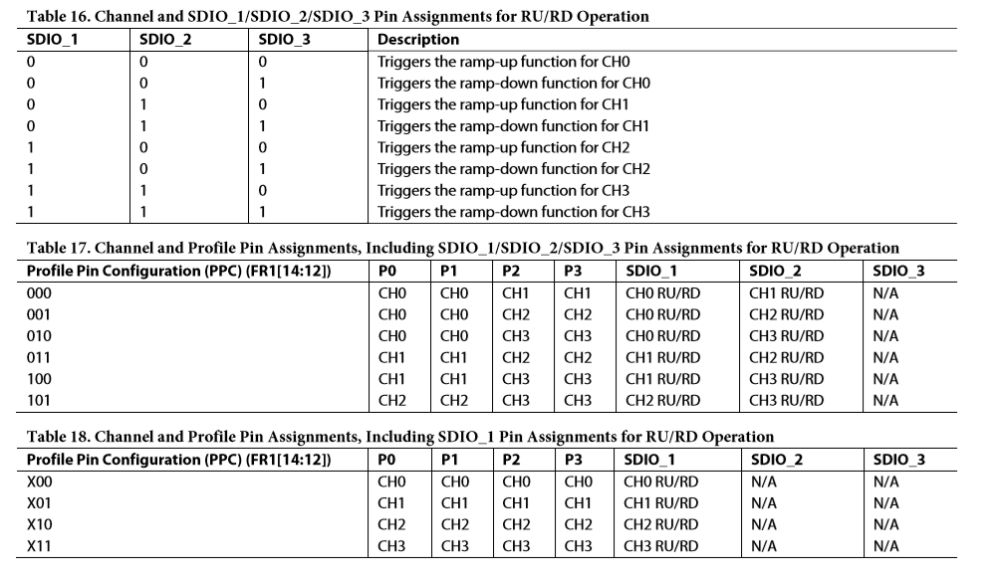 Table 16. Channel and SDIO_1/SDIO_2/SDIO_3 Pin Assignments for RU/RD Operation
SDIO_1 SDIO_2 SDIO_3 Description
0 0 0 Triggers the ramp-up function for CH0
0 0 1 Triggers the ramp-down function for CH0
0 1 0 Triggers the ramp-up function for CH1
0 1 1 Triggers the ramp-down function for CH1
1 0 0 Triggers the ramp-up function for CH2
1 0 1 Triggers the ramp-down function for CH2
1 1 0 Triggers the ramp-up function for CH3
1 1 1 Triggers the ramp-down function for CH3
Table 17. Channel and Profile Pin Assignments, Including SDIO_1/SDIO_2/SDIO_3 Pin Assignments for RU/RD Operation
Profile Pin Configuration (PPC) (FR1[14:12]) P0 P1 P2 P3 SDIO_1 SDIO_2 SDIO_3
000 CH0 CH0 CH1 CH1 CH0 RU/RD CH1 RU/RD N/A
001 CH0 CH0 CH2 CH2 CH0 RU/RD CH2 RU/RD N/A
010 CH0 CH0 CH3 CH3 CH0 RU/RD CH3 RU/RD N/A
011 CH1 CH1 CH2 CH2 CH1 RU/RD CH2 RU/RD N/A
100 CH1 CH1 CH3 CH3 CH1 RU/RD CH3 RU/RD N/A
101 CH2 CH2 CH3 CH3 CH2 RU/RD CH3 RU/RD N/A
Table 18. Channel and Profile Pin Assignments, Including SDIO_1 Pin Assignments for RU/RD Operation
Profile Pin Configuration (PPC) (FR1[14:12]) P0 P1 P2 P3 SDIO_1 SDIO_2 SDIO_3
X00 CH0 CH0 CH0 CH0 CH0 RU/RD N/A N/A
X01 CH1 CH1 CH1 CH1 CH1 RU/RD N/A N/A
X10 CH2 CH2 CH2 CH2 CH2 RU/RD N/A N/A
X11 CH3 CH3 CH3 CH3 CH3 RU/RD N/A N/A